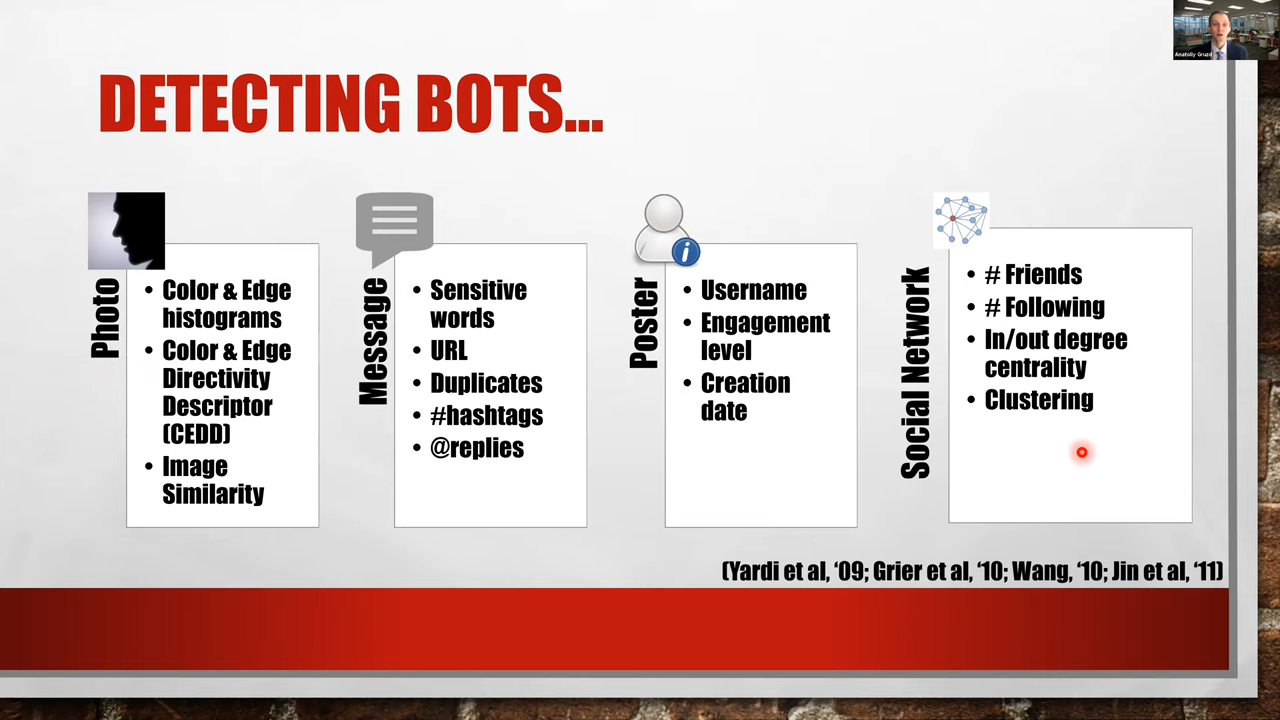 Anatoliy Gruzd
DETECTING BOTS...
Photo
• Color & Edge
histograms
• Color & Edge
Directivity
Descriptor
(CEDD)
• Image
Similarity
Message
• Sensitive
words
• URL
• Duplicates
• #hashtags
• @replies
Poster
• Username
• Engagement
level
• Creation
date
Social Network
• # Friends
• # Following
• In/out degree
centrality
• Clustering
(Yardi et al, ‘09; Grier et al, ‘10; Wang, ‘10; Jin et al, ‘11)